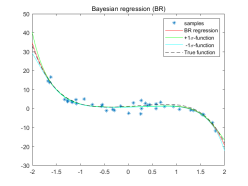 Bayesian regression (BR)
50
40
30
20
10
0
-10
-20
-30
-2 -1.5 -1 -0.5 0 0.5 1 1.5 2
samples
BR regression
+1σ-function
-1σ-function
True function